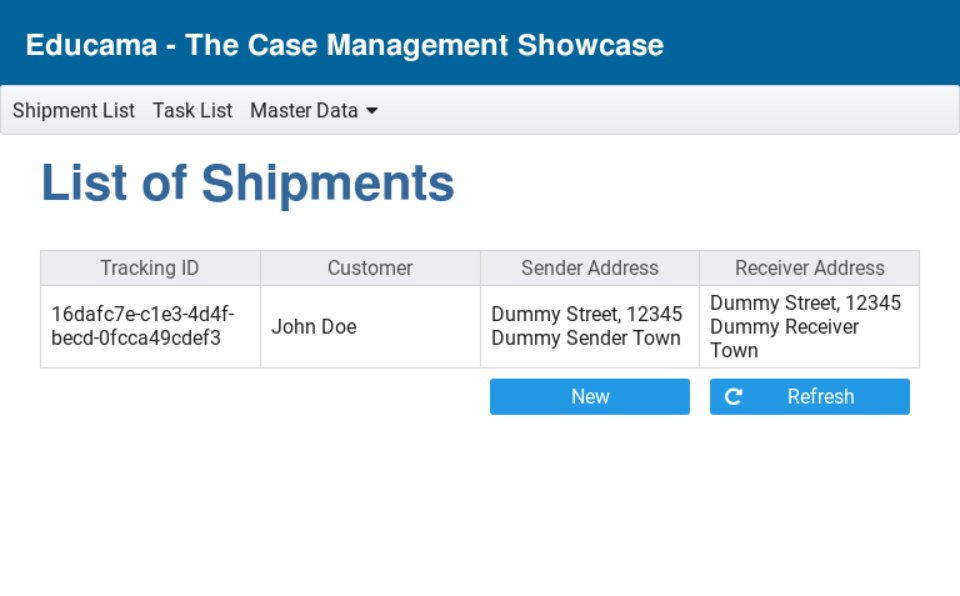 Educama - The Case Management Showcase
Shipment List Task List Master Data
List of Shipments
Tracking ID Customer Sender Address Receiver Address
16dafc7e-c1e3-4d4f-
becd-0fcca49cdef3
John Doe
Dummy Street, 12345
Dummy Sender Town
Dummy Street, 12345
Dummy Receiver
Town
New Refresh